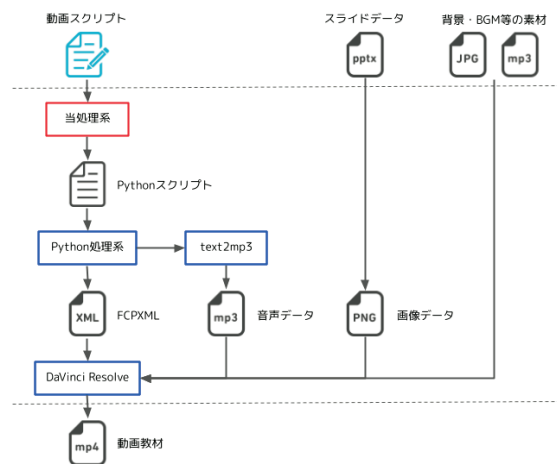 動画スクリプト
スライドデータ
背景・BGM等の素材
pptx
JPG
mp3
当処理系
Pythonスクリプト
Python処理系
text2mp3
XML
FCPXML
mp3
音声データ
PNG
画像データ
DaVinci Resolve
mp4
動画教材